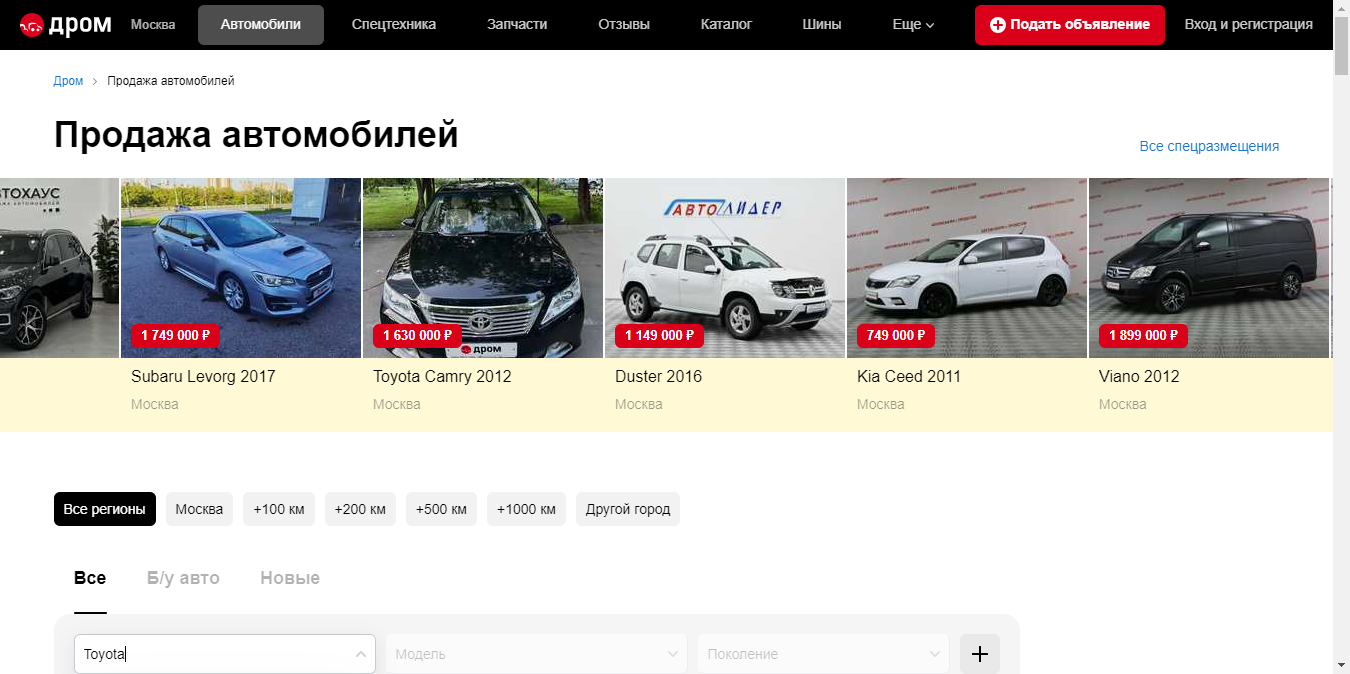 дром
Москва
Автомобили
Спецтехника
Запчасти
Отзывы
Каталог
Шины
Еще
Подать объявление
Вход и регистрация
Дром
Продажа автомобилей
Продажа автомобилей
Все спецразмещения
ТОХАУС
АВТОЛИДЕР
1 749 000 ₽
1 630 000 ₽
дром
1 149 000 ₽
749 000 ₽
1 899 000 ₽
Subaru Levorg 2017
Toyota Camry 2012
Duster 2016
Kia Ceed 2011
Viano 2012
Москва
Москва
Москва
Москва
Москва
Все регионы
Москва
+100 км
+200 км
+500 км
+1000 км
Другой город
Все
Б/у авто
Новые
Toyota
Модель
Поколение